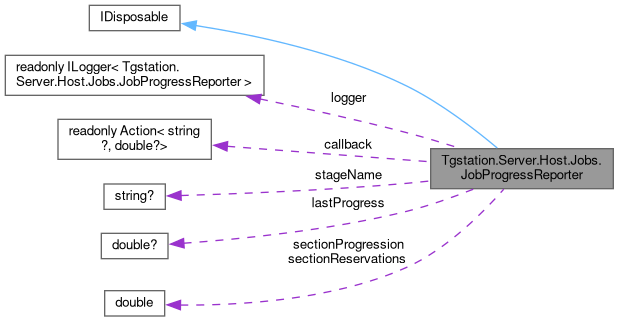 IDisposable
readonly ILogger< Tgstation.
Server.Host.Jobs.JobProgressReporter >
logger
readonly Action< string
?, double?>
callback
Tgstation.Server.Host.Jobs.
JobProgressReporter
stageName
string?
lastProgress
double?
sectionProgression
sectionReservations
double